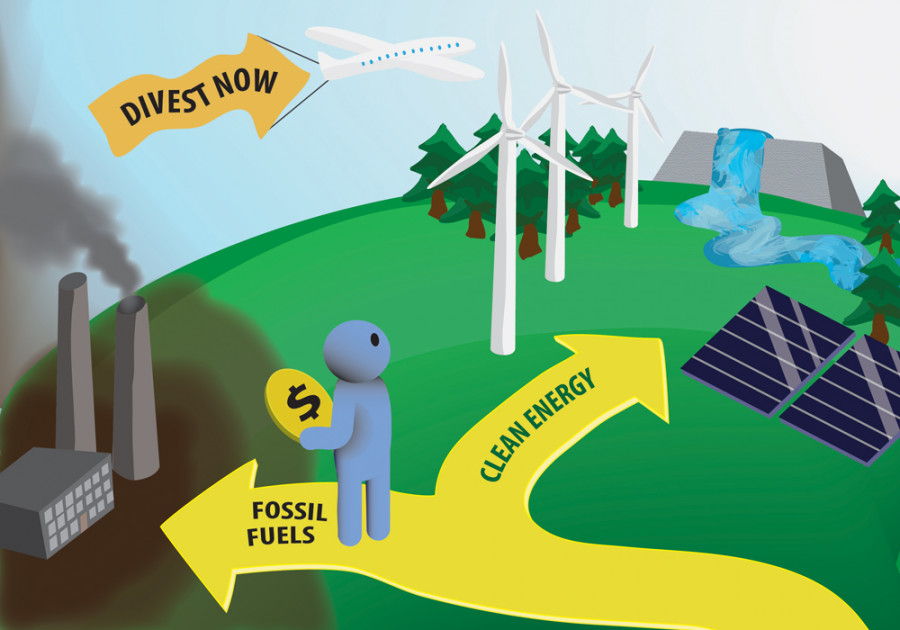 DIVEST NOW
CLEAN ENERGY
$
FOSSIL
FUELS